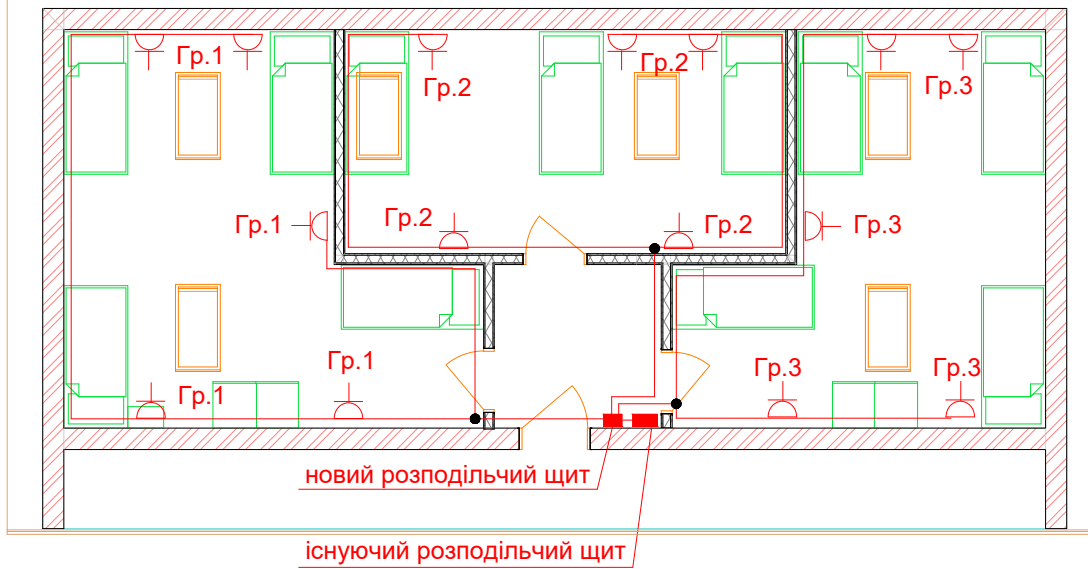 Гр.1
Гр.2
Гр.2
Гр.3
Гр.1
Гр.2
Гр.2
Гр.3
Гр.1
Гр.1
Гр.3
Гр.3
новий розподільчий щит
існуючий розподільчий щит